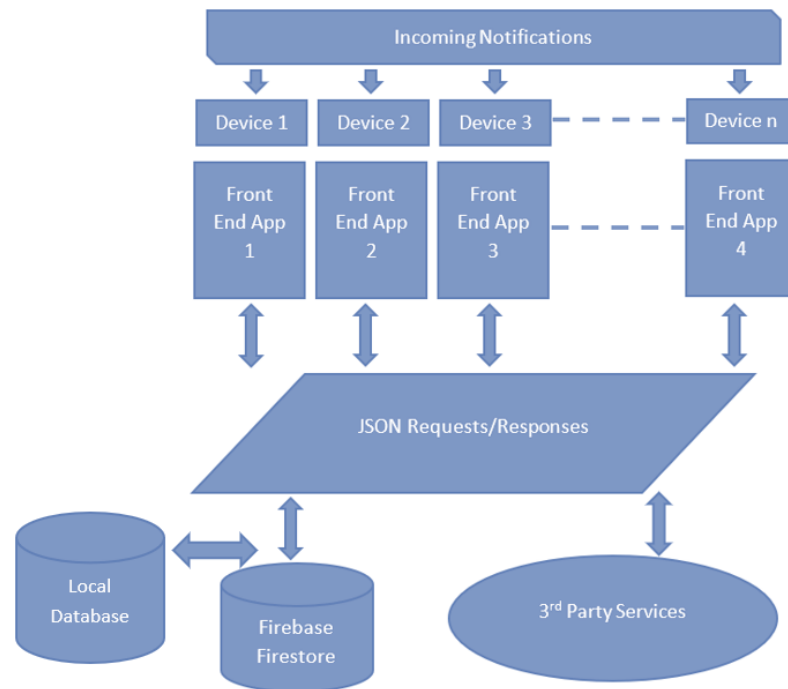 Incoming Notifications
Device 1
Device 2
Device 3
Device n
Front
End App
1
Front
End App
2
Front
End App
3
Front
End App
4
JSON Requests/Responses
Local
Database
Firebase
Firestore
3rd Party Services